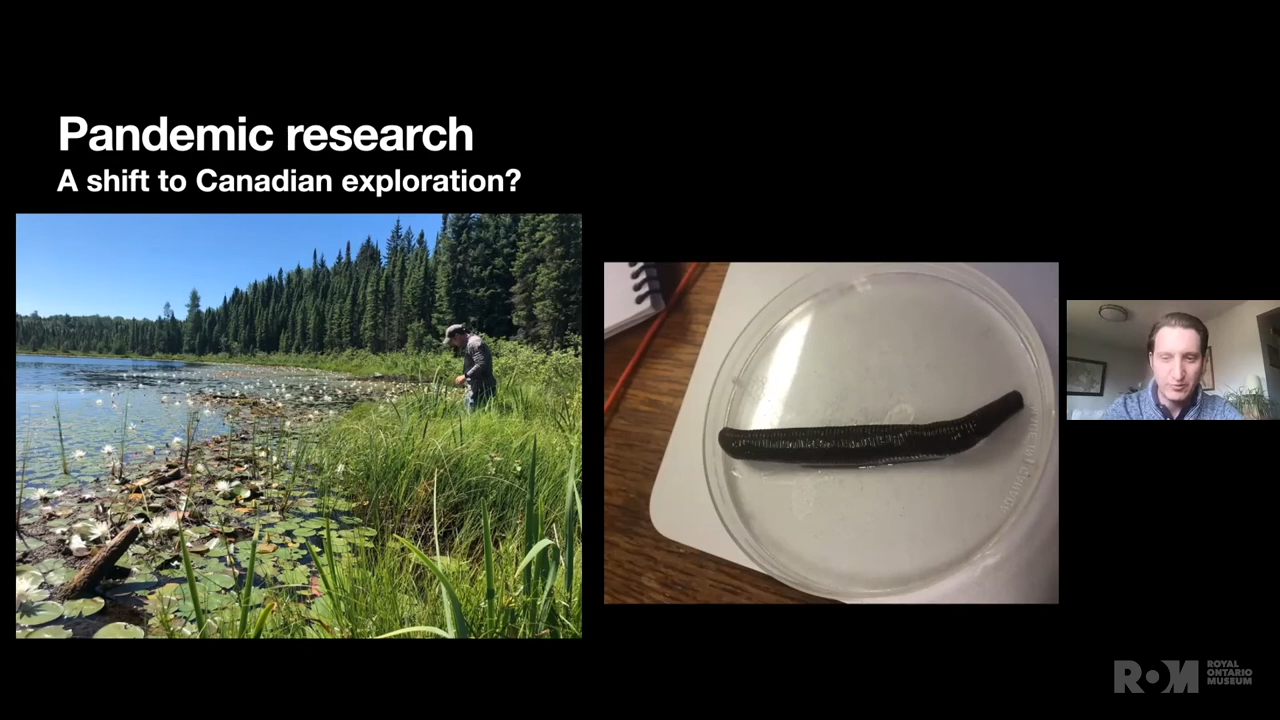 Pandemic research
A shift to Canadian exploration?
ROM
ROYAL
ONTARIO
MUSEUM